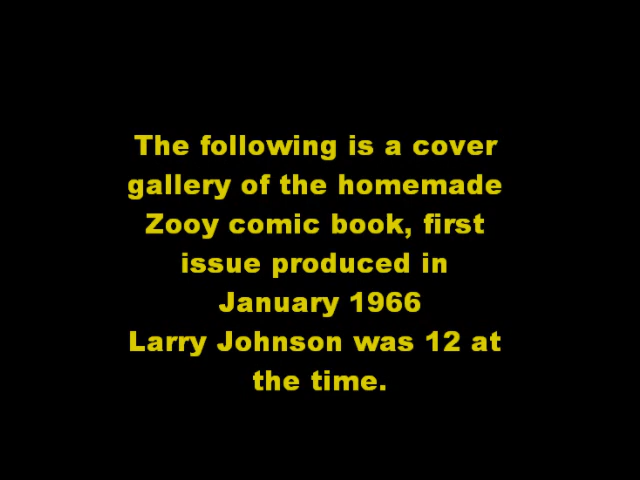 The following is a cover
gallery of the homemade
Zooy comic book, first
issue produced in
January 1966
Larry Johnson was 12 at
the time.